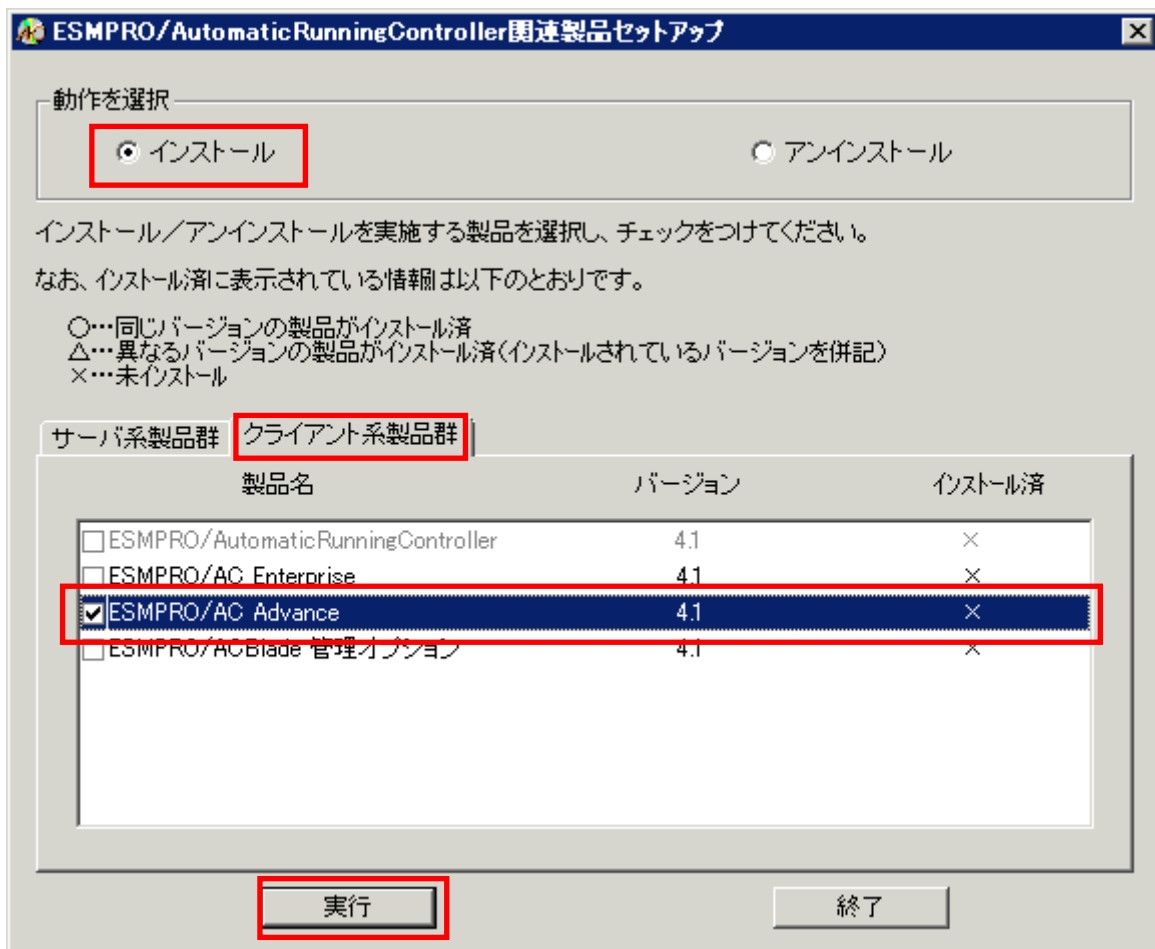 ESMPRO/AutomaticRunningController関連製品セットアップ
動作を選択
インストール アンインストール
インストール／アンインストールを実施する製品を選択し、チェックをつけてください。
なお、インストール済に表示されている情報は以下のとおりです。
○…同じバージョンの製品がインストール済
△…異なるバージョンの製品がインストール済(インストールされているバージョンを併記)
×…未インストール
サーバ系製品群 クライアント系製品群
製品名 バージョン インストール済
ESMPRO/AutomaticRunningController 4.1 ×
ESMPRO/AC Enterprise 4.1 ×
ESMPRO/AC Advance 4.1 ×
ESMPRO/ACBlade 管理オプション 4.1 ×
実行 終了